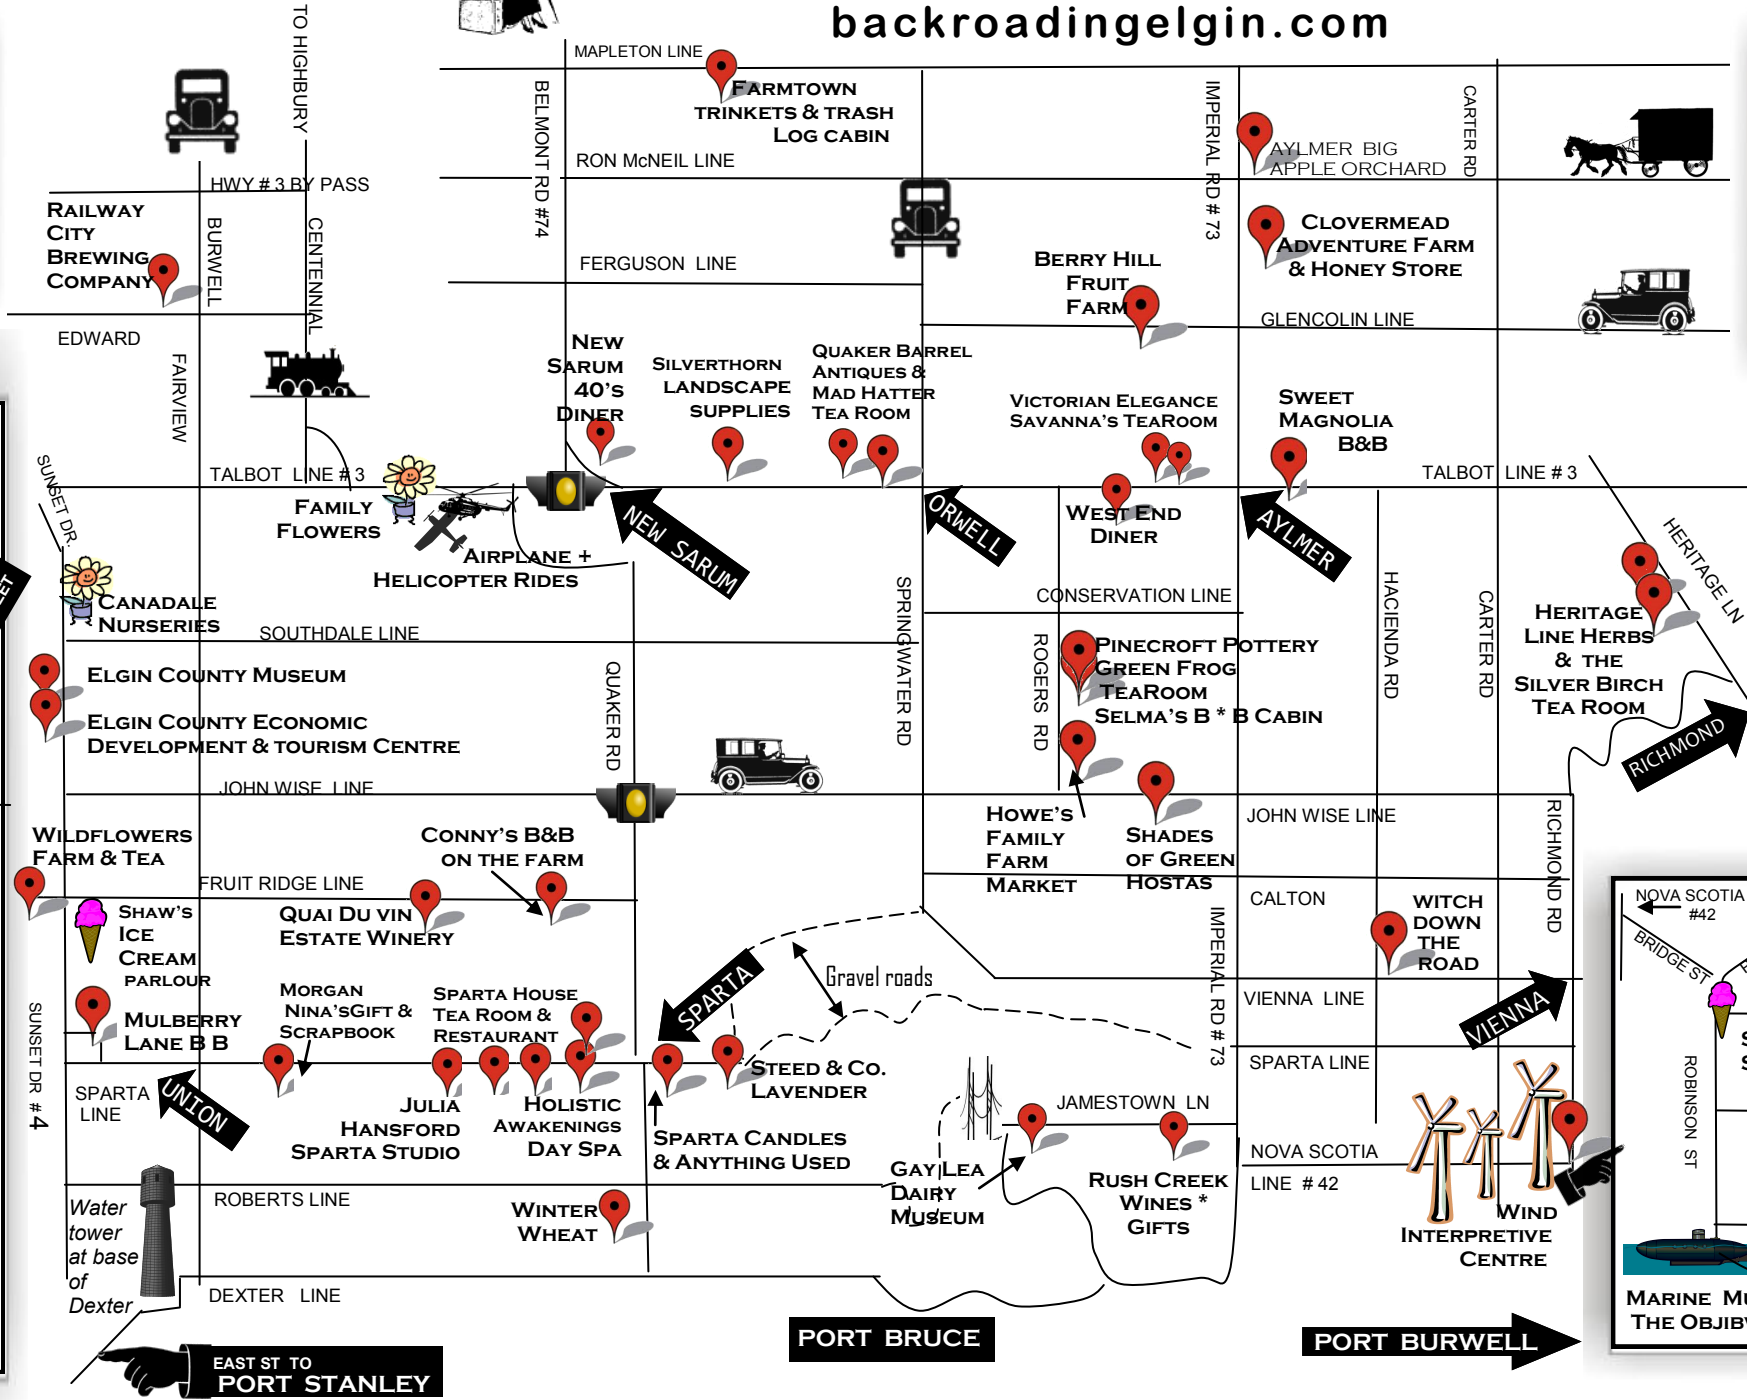 backroadingelgin.com
TO HIGHBURY
MAPLETON LINE
BELMONT RD #74
FARMTOWN
TRINKETS & TRASH
LOG CABIN
IMPERIAL RD # 73
CARTER RD
AYLMER BIG
APPLE ORCHARD
RON McNEIL LINE
HWY # 3 BY PASS
RAILWAY
CITY
BREWING
COMPANY
BURWELL
CENTENNIAL
CLOVERMEAD
ADVENTURE FARM
& HONEY STORE
FERGUSON LINE
BERRY HILL
FRUIT
FARM
GLENCOLIN LINE
EDWARD
FAIRVIEW
NEW
SARUM
40'S
DINER
SILVERTHORN
LANDSCAPE
SUPPLIES
QUAKER BARREL
ANTIQUES &
MAD HATTER
TEA ROOM
VICTORIAN ELEGANCE
SAVANNA'S TEAROOM
SWEET
MAGNOLIA
B&B
SUNSET DR.
TALBOT LINE # 3
TALBOT LINE # 3
FAMILY
FLOWERS
AIRPLANE +
HELICOPTER RIDES
NEW SARUM
ORWELL
WEST END
DINER
AYLMER
HERITAGE LN
CANADALE
NURSERIES
SOUTHDALE LINE
SPRINGWATER RD
CONSERVATION LINE
HACIENDA RD
CARTER RD
HERITAGE
LINE HERBS
& THE
SILVER BIRCH
TEA ROOM
ELGIN COUNTY MUSEUM
ELGIN COUNTY ECONOMIC
DEVELOPMENT & TOURISM CENTRE
QUAKER RD
ROGERS RD
PINECROFT POTTERY
GREEN FROG
TEAROOM
SELMA'S B * B CABIN
RICHMOND
JOHN WISE LINE
HOWE'S
FAMILY
FARM
MARKET
SHADES
OF GREEN
HOSTAS
JOHN WISE LINE
RICHMOND RD
WILDFLOWERS
FARM & TEA
CONNY'S B&B
ON THE FARM
FRUIT RIDGE LINE
CALTON
SHAW'S
ICE
CREAM
PARLOUR
QUAI DU VIN
ESTATE WINERY
IMPERIAL RD # 73
WITCH
DOWN
THE
ROAD
NOVA SCOTIA
#42
BRIDGE ST
SUNSET DR #4
MULBERRY
LANE B B
MORGAN
NINA'SGIFT &
SCRAPBOOK
SPARTA HOUSE
TEA ROOM &
RESTAURANT
SPARTA
Gravel roads
VIENNA LINE
VIENNA
SPARTA
LINE
UNION
STEED & CO.
LAVENDER
SPARTA LINE
ROBINSON ST
JULIA
HANSFORD
SPARTA STUDIO
HOLISTIC
AWAKENINGS
DAY SPA
SPARTA CANDLES
& ANYTHING USED
JAMESTOWN LN
NOVA SCOTIA
LINE # 42
GAY LEA
DAIRY
MUSEUM
RUSH CREEK
WINES *
GIFTS
Water
tower
at base
of
Dexter
ROBERTS LINE
WINTER
WHEAT
WIND
INTERPRETIVE
CENTRE
DEXTER LINE
MARINE MU
THE OJIBW
PORT BRUCE
PORT BURWELL
EAST ST TO
PORT STANLEY